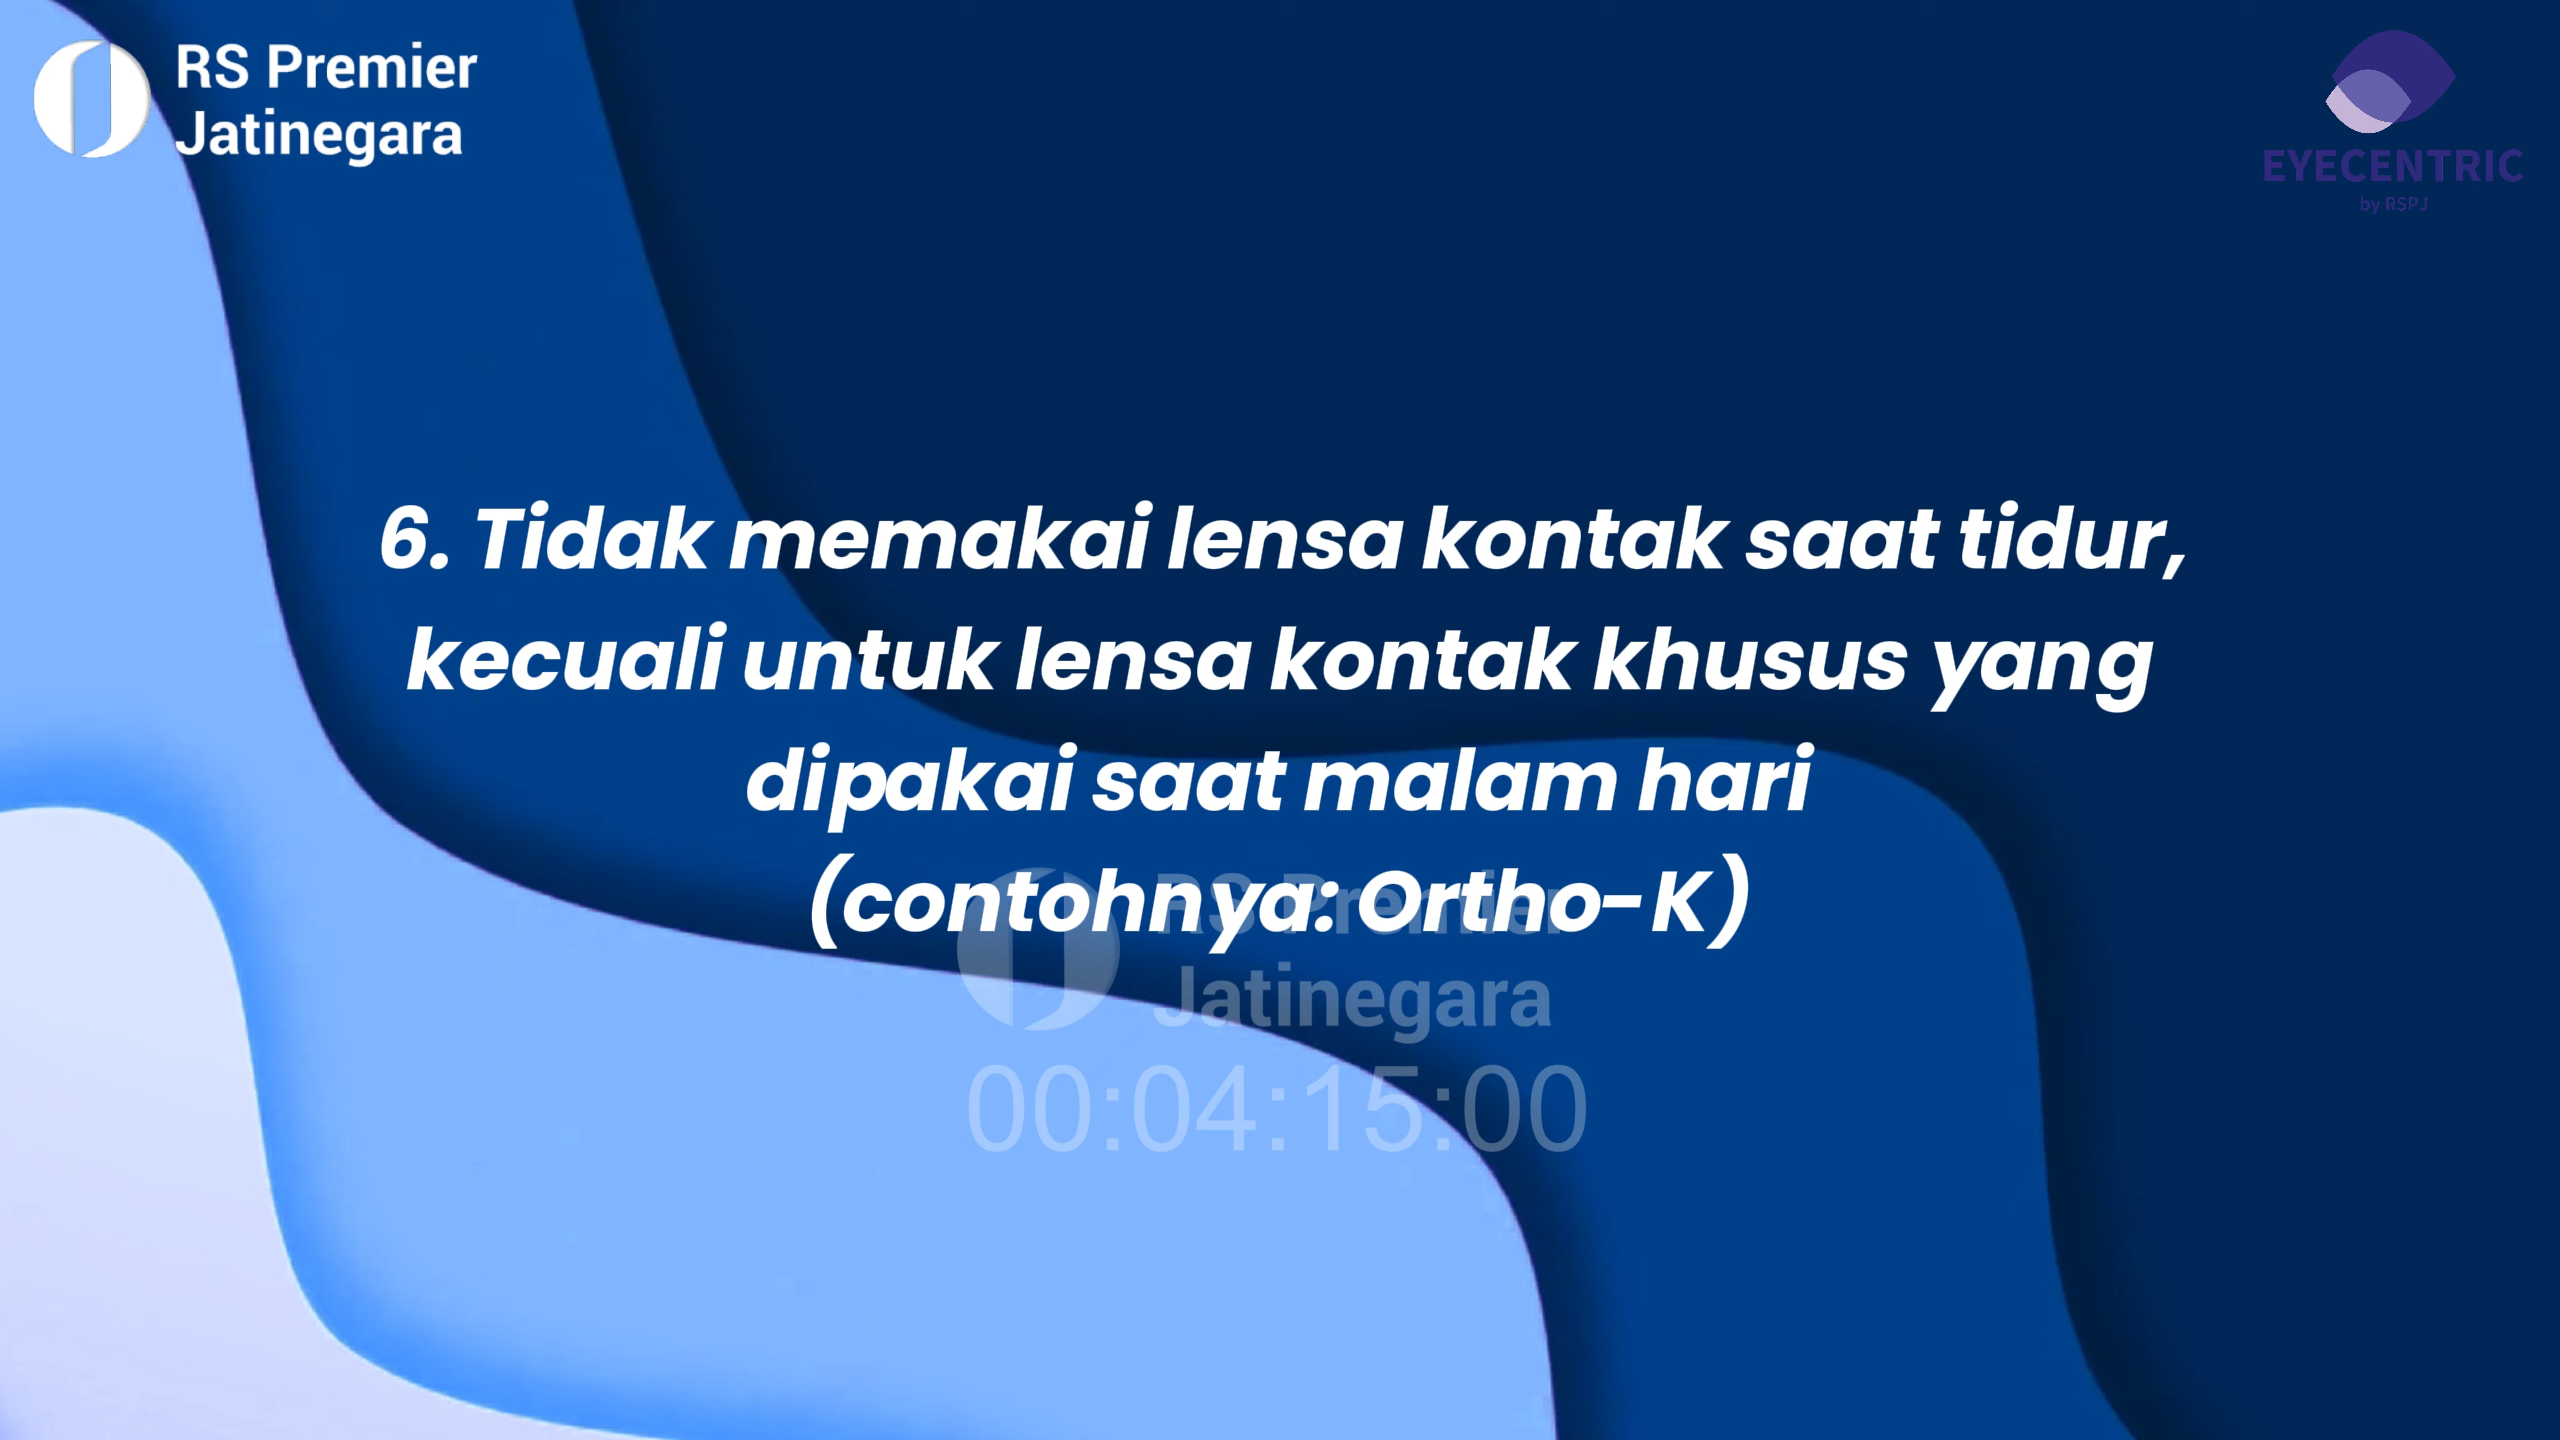 RS Premier
Jatinegara
EYECENTRIC
by RSPJ
6. Tidak memakai lensa kontak saat tidur,
kecuali untuk lensa kontak khusus yang
dipakai saat malam hari
(contohnya: Ortho-K)
RS Premier
Jatinegara
00:04:15:00